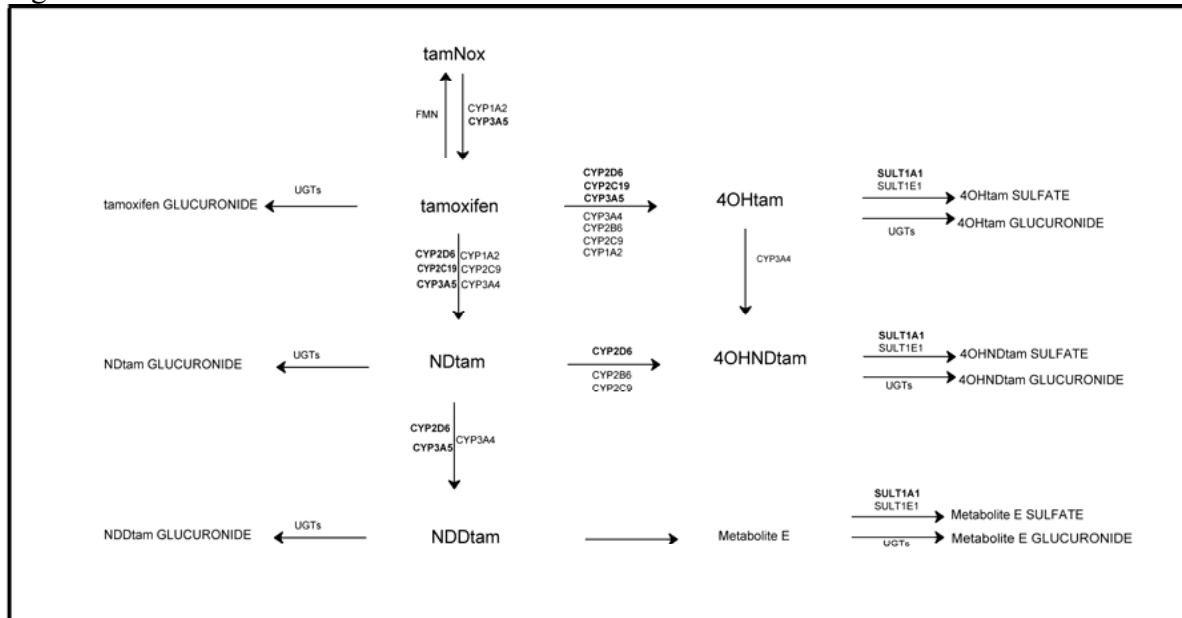 tamNox
FMN
CYP1A2
CYP3A5
UGTs
tamoxifen GLUCURONIDE
tamoxifen
CYP2D6
CYP2C19
CYP3A5
CYP3A4
CYP2B6
CYP2C9
CYP1A2
4OHtam
SULT1A1
SULT1E1
4OHtam SULFATE
UGTs
4OHtam GLUCURONIDE
CYP2D6 CYP1A2
CYP2C19 CYP2C9
CYP3A5 CYP3A4
CYP3A4
UGTs
NDtam GLUCURONIDE
NDtam
CYP2D6
CYP2B6
CYP2C9
4OHNDtam
SULT1A1
SULT1E1
4OHNDtam SULFATE
UGTs
4OHNDtam GLUCURONIDE
CYP2D6
CYP3A5
CYP3A4
UGTs
NDDtam GLUCURONIDE
NDDtam
Metabolite E
SULT1A1
SULT1E1
Metabolite E SULFATE
UGTs
Metabolite E GLUCURONIDE